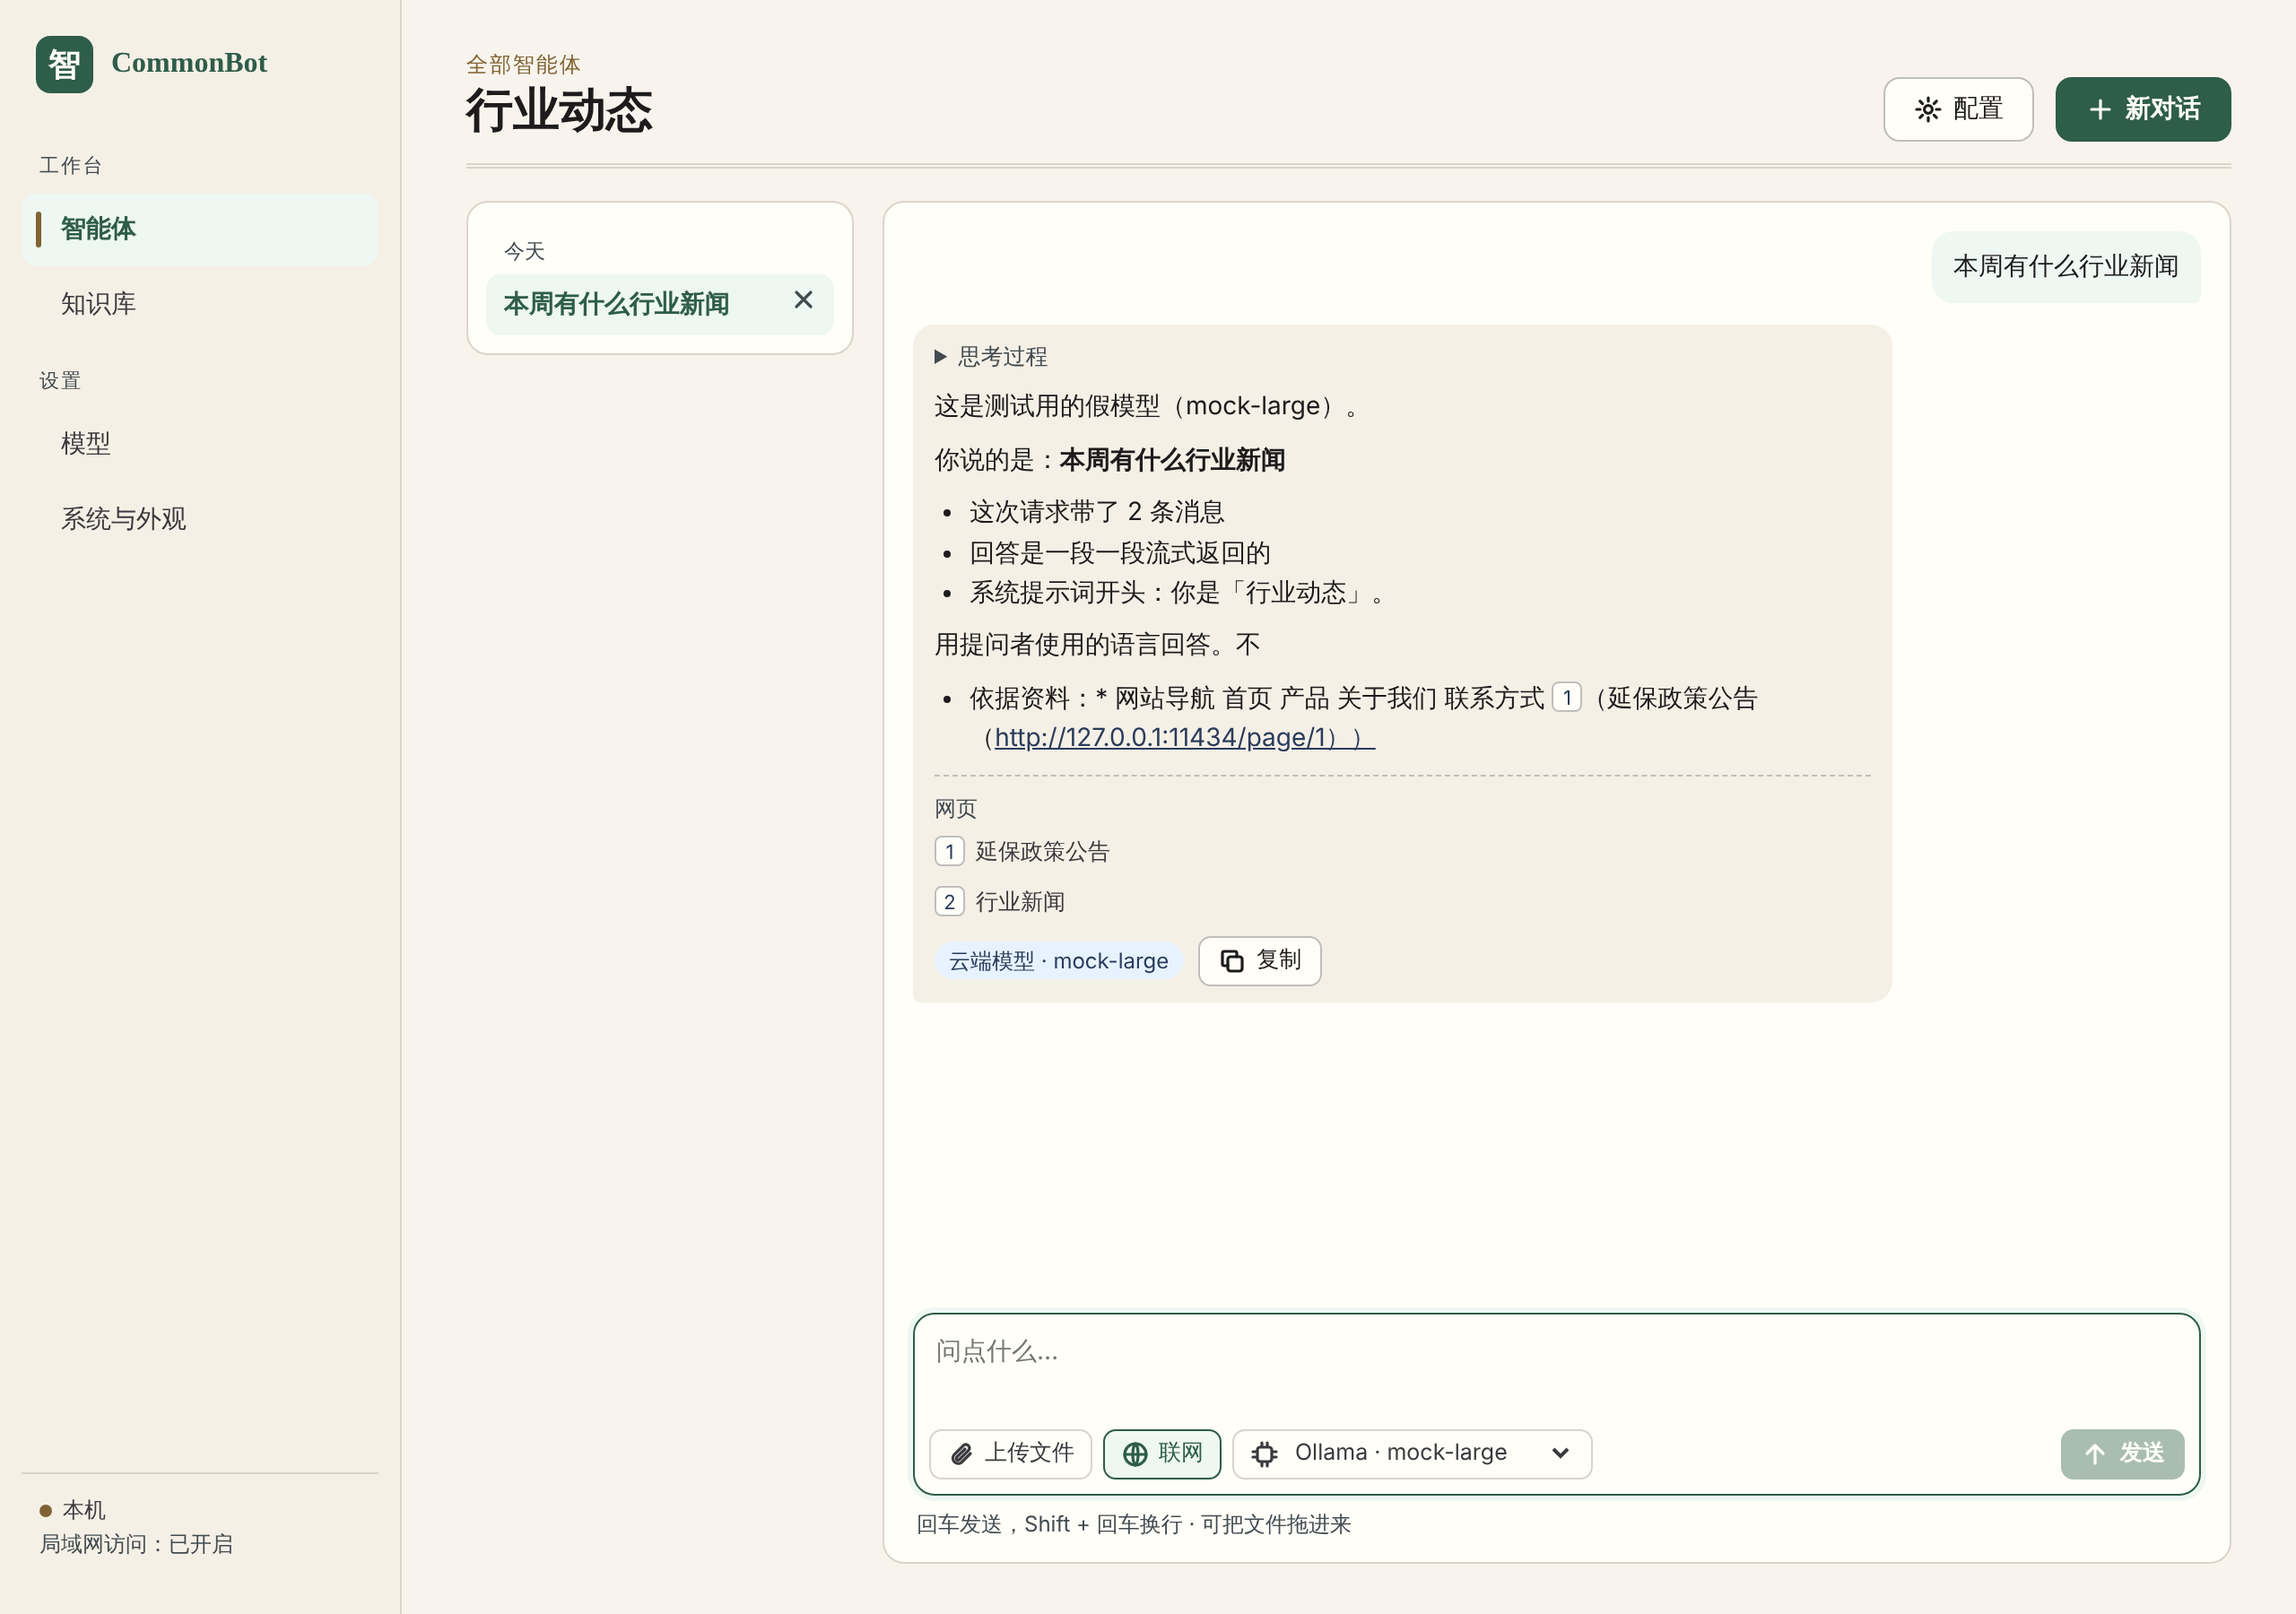 智 CommonBot
工作台
智能体
知识库
设置
模型
系统与外观
本机
局域网访问：已开启
全部智能体
行业动态
配置
新对话
今天
本周有什么行业新闻
本周有什么行业新闻
思考过程
这是测试用的假模型（mock-large）。
你说的是：本周有什么行业新闻
• 这次请求带了 2 条消息
• 回答是一段一段流式返回的
• 系统提示词开头：你是「行业动态」。
用提问者使用的语言回答。不
• 依据资料：* 网站导航 首页 产品 关于我们 联系方式 1（延保政策公告
（http://127.0.0.1:11434/page/1））
网页
1 延保政策公告
2 行业新闻
云端模型 · mock-large 复制
问点什么...
上传文件 联网 Ollama · mock-large 发送
回车发送，Shift + 回车换行 · 可把文件拖进来